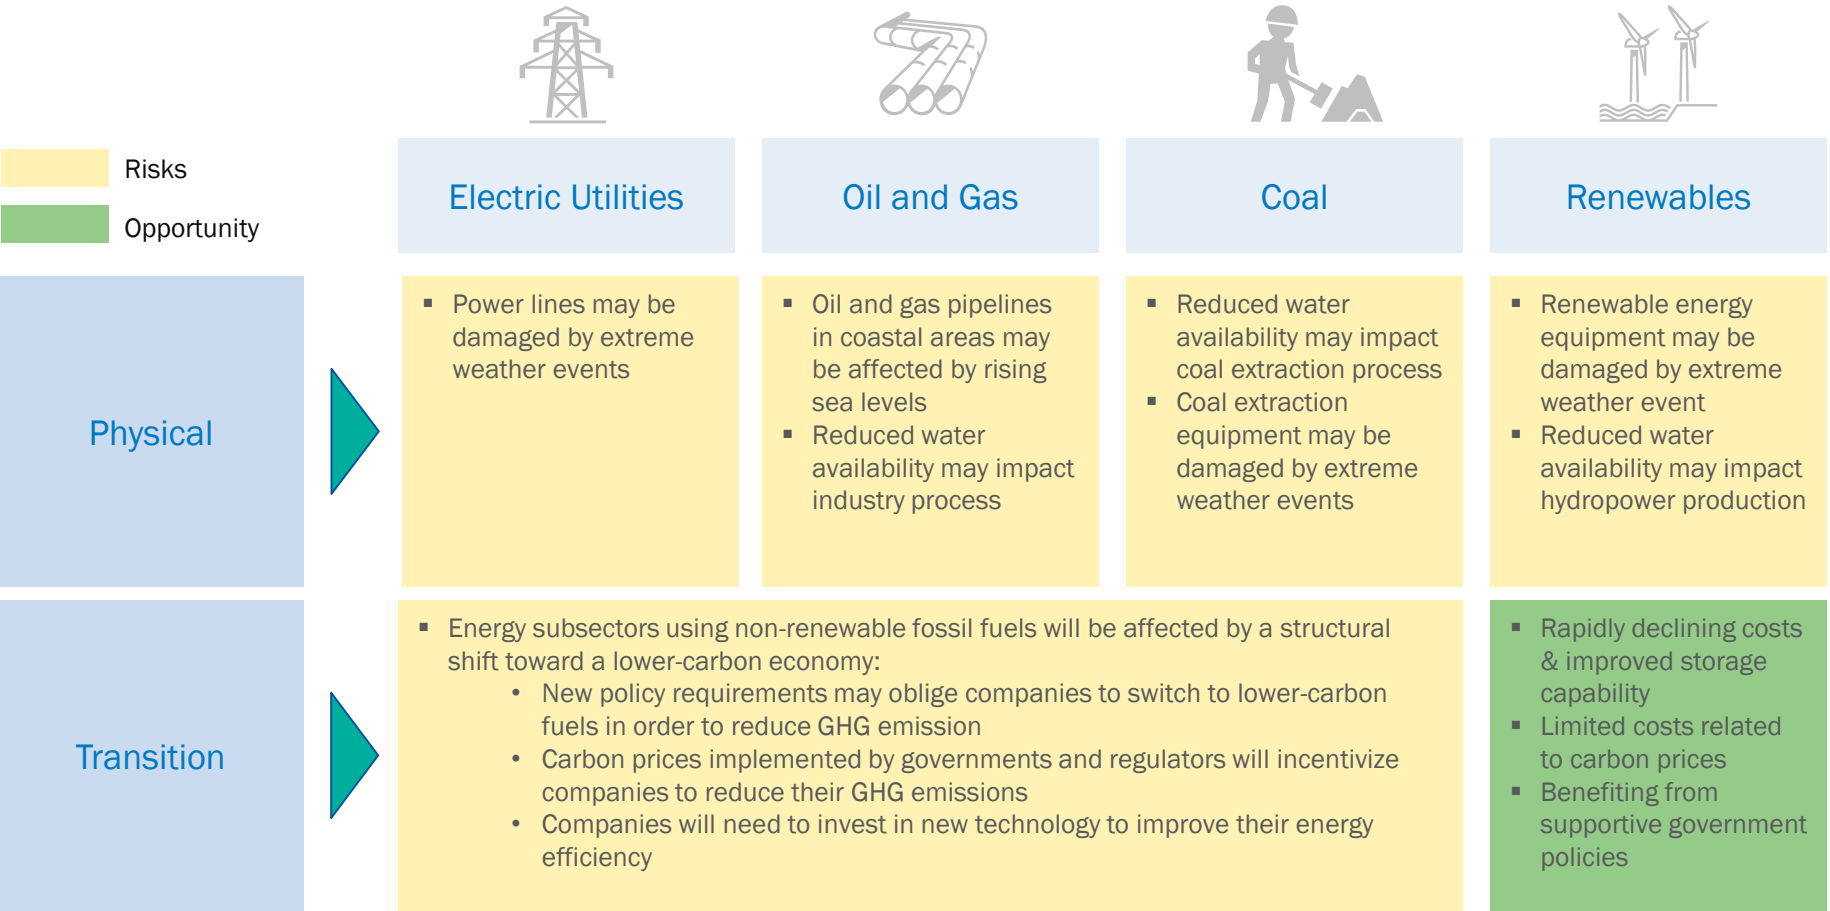 Risks
Opportunity
Electric Utilities
Oil and Gas
Coal
Renewables
Physical
▪ Power lines may be
damaged by extreme
weather events
▪ Oil and gas pipelines
in coastal areas may
be affected by rising
sea levels
▪ Reduced water
availability may impact
industry process
▪ Reduced water
availability may impact
coal extraction process
▪ Coal extraction
equipment may be
damaged by extreme
weather events
▪ Renewable energy
equipment may be
damaged by extreme
weather event
▪ Reduced water
availability may impact
hydropower production
Transition
▪ Energy subsectors using non-renewable fossil fuels will be affected by a structural
shift toward a lower-carbon economy:
• New policy requirements may oblige companies to switch to lower-carbon
fuels in order to reduce GHG emission
• Carbon prices implemented by governments and regulators will incentivize
companies to reduce their GHG emissions
• Companies will need to invest in new technology to improve their energy
efficiency
▪ Rapidly declining costs
& improved storage
capability
▪ Limited costs related
to carbon prices
▪ Benefiting from
supportive government
policies